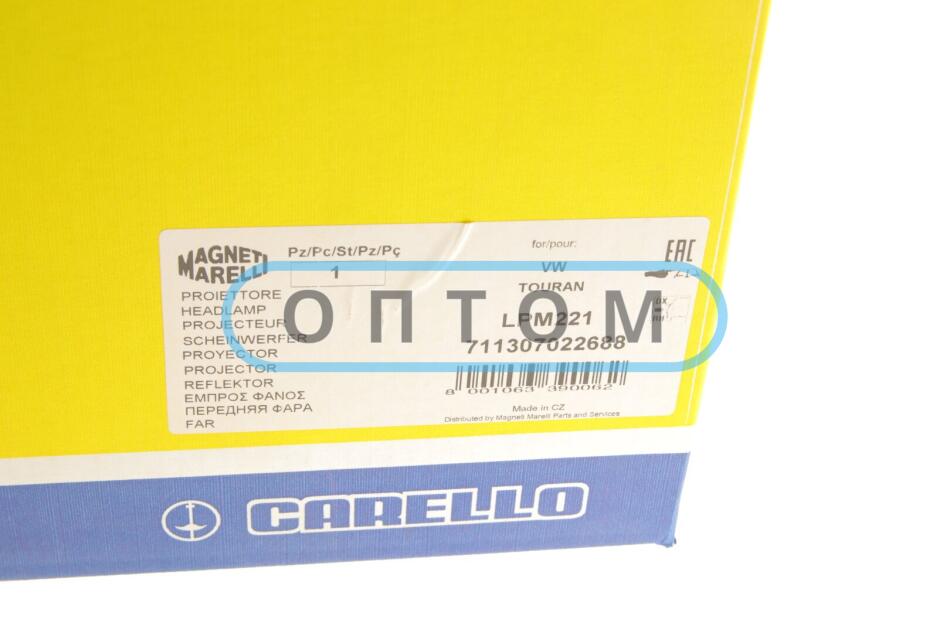 MAGNETI
MARELLI
Pz/Pc/St/Pz/Pç
1
PROIETTORE
HEADLAMP
PROJECTEUR
SCHEINWERFER
PROYECTOR
PROJECTOR
REFLEKTOR
ΕΜΠΡΟΣ ΦΑΝΟΣ
ПЕРЕДНЯЯ ФАРА
FAR
for/pour:
VW
TOURAN
LPM221
711307022688
8 001063 390062
Made in CZ
Distributed by Magneti Marelli Parts and Services
EAC
ОПТОМ
CARELLO